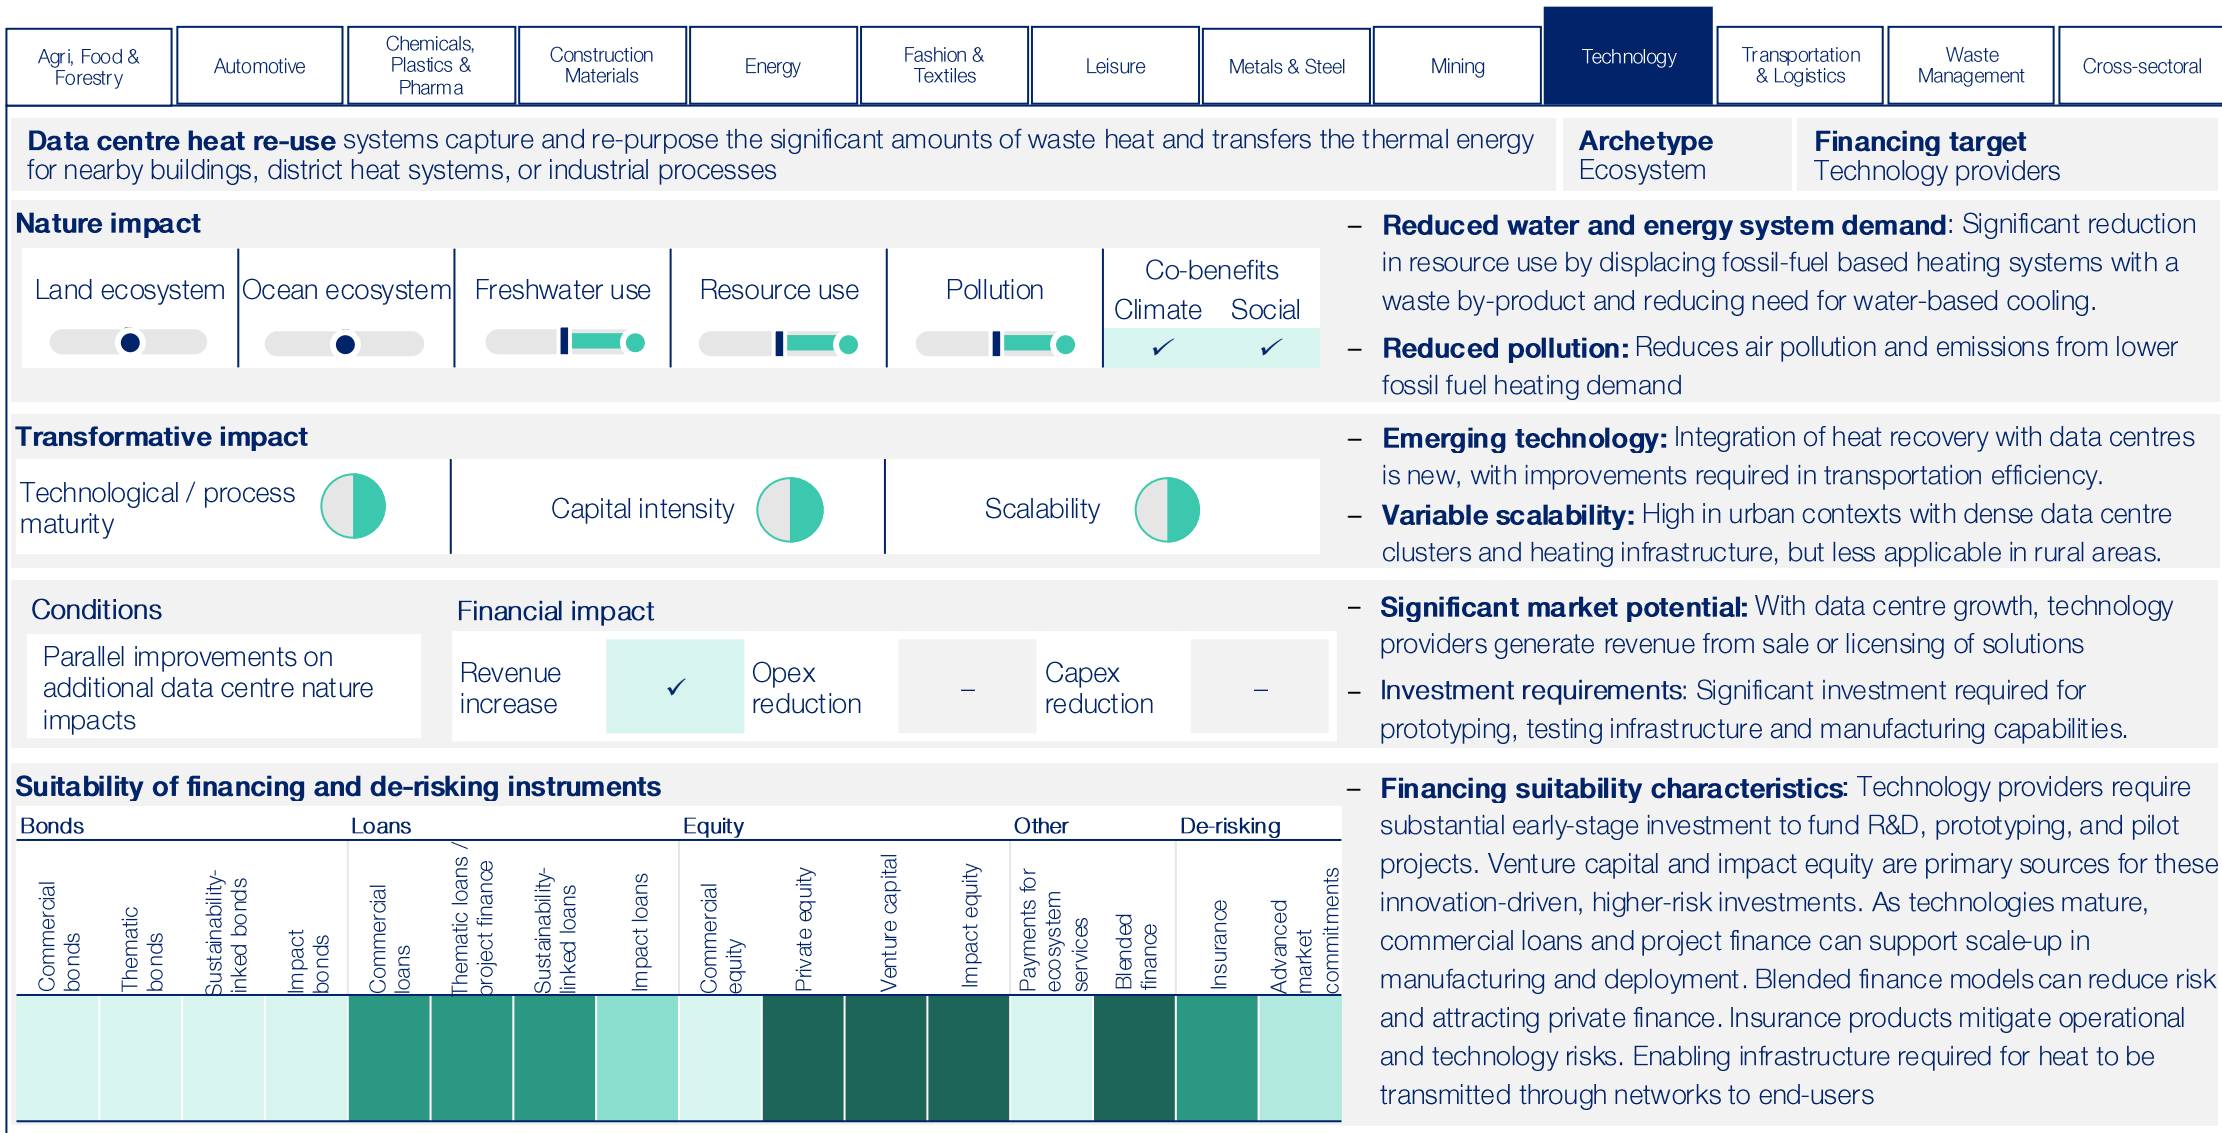 Agri, Food &
Forestry
Automotive
Chemicals,
Plastics &
Pharma
Construction
Materials
Energy
Fashion &
Textiles
Leisure
Metals & Steel
Mining
Technology
Transportation
& Logistics
Waste
Management
Cross-sectoral
Data centre heat re-use systems capture and re-purpose the significant amounts of waste heat and transfers the thermal energy
for nearby buildings, district heat systems, or industrial processes
Archetype
Ecosystem
Financing target
Technology providers
Nature impact
Land ecosystem
Ocean ecosystem
Freshwater use
Resource use
Pollution
Co-benefits
Climate Social
✓ ✓
– Reduced water and energy system demand: Significant reduction
in resource use by displacing fossil-fuel based heating systems with a
waste by-product and reducing need for water-based cooling.
– Reduced pollution: Reduces air pollution and emissions from lower
fossil fuel heating demand
Transformative impact
Technological / process
maturity
Capital intensity
Scalability
– Emerging technology: Integration of heat recovery with data centres
is new, with improvements required in transportation efficiency.
– Variable scalability: High in urban contexts with dense data centre
clusters and heating infrastructure, but less applicable in rural areas.
Conditions
Parallel improvements on
additional data centre nature
impacts
Financial impact
Revenue
increase
✓
Opex
reduction
–
Capex
reduction
–
– Significant market potential: With data centre growth, technology
providers generate revenue from sale or licensing of solutions
– Investment requirements: Significant investment required for
prototyping, testing infrastructure and manufacturing capabilities.
Suitability of financing and de-risking instruments
Bonds
Loans
Equity
Other
De-risking
Commercial
bonds
Thematic
bonds
Sustainability-
inked bonds
Impact
bonds
Commercial
loans
Thematic loans /
project finance
Sustainability-
linked loans
Impact loans
Commercial
equity
Private equity
Venture capital
Impact equity
Payments for
ecosystem
services
Blended
finance
Insurance
Advanced
market
commitments
– Financing suitability characteristics: Technology providers require
substantial early-stage investment to fund R&D, prototyping, and pilot
projects. Venture capital and impact equity are primary sources for these
innovation-driven, higher-risk investments. As technologies mature,
commercial loans and project finance can support scale-up in
manufacturing and deployment. Blended finance models can reduce risk
and attracting private finance. Insurance products mitigate operational
and technology risks. Enabling infrastructure required for heat to be
transmitted through networks to end-users